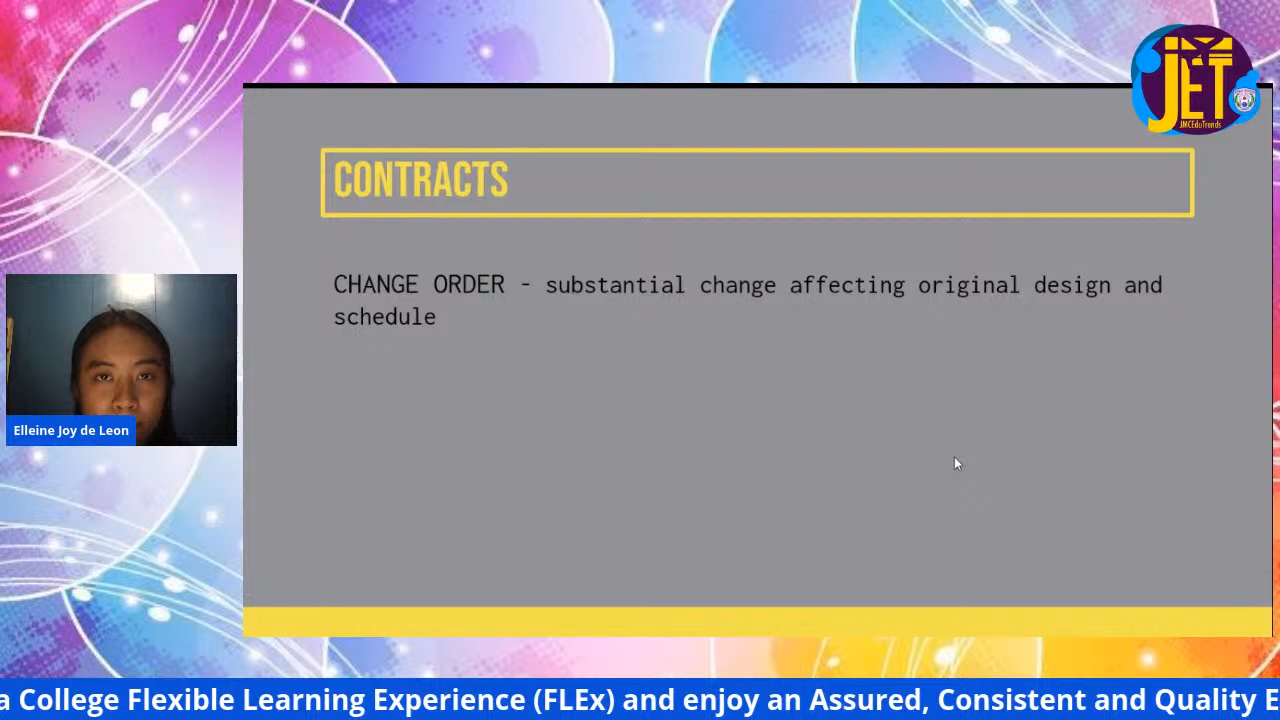 JET
JMCEduTrends
CONTRACTS
CHANGE ORDER - substantial change affecting original design and
schedule
Elleine Joy de Leon
a College Flexible Learning Experience (FLEx) and enjoy an Assured, Consistent and Quality E